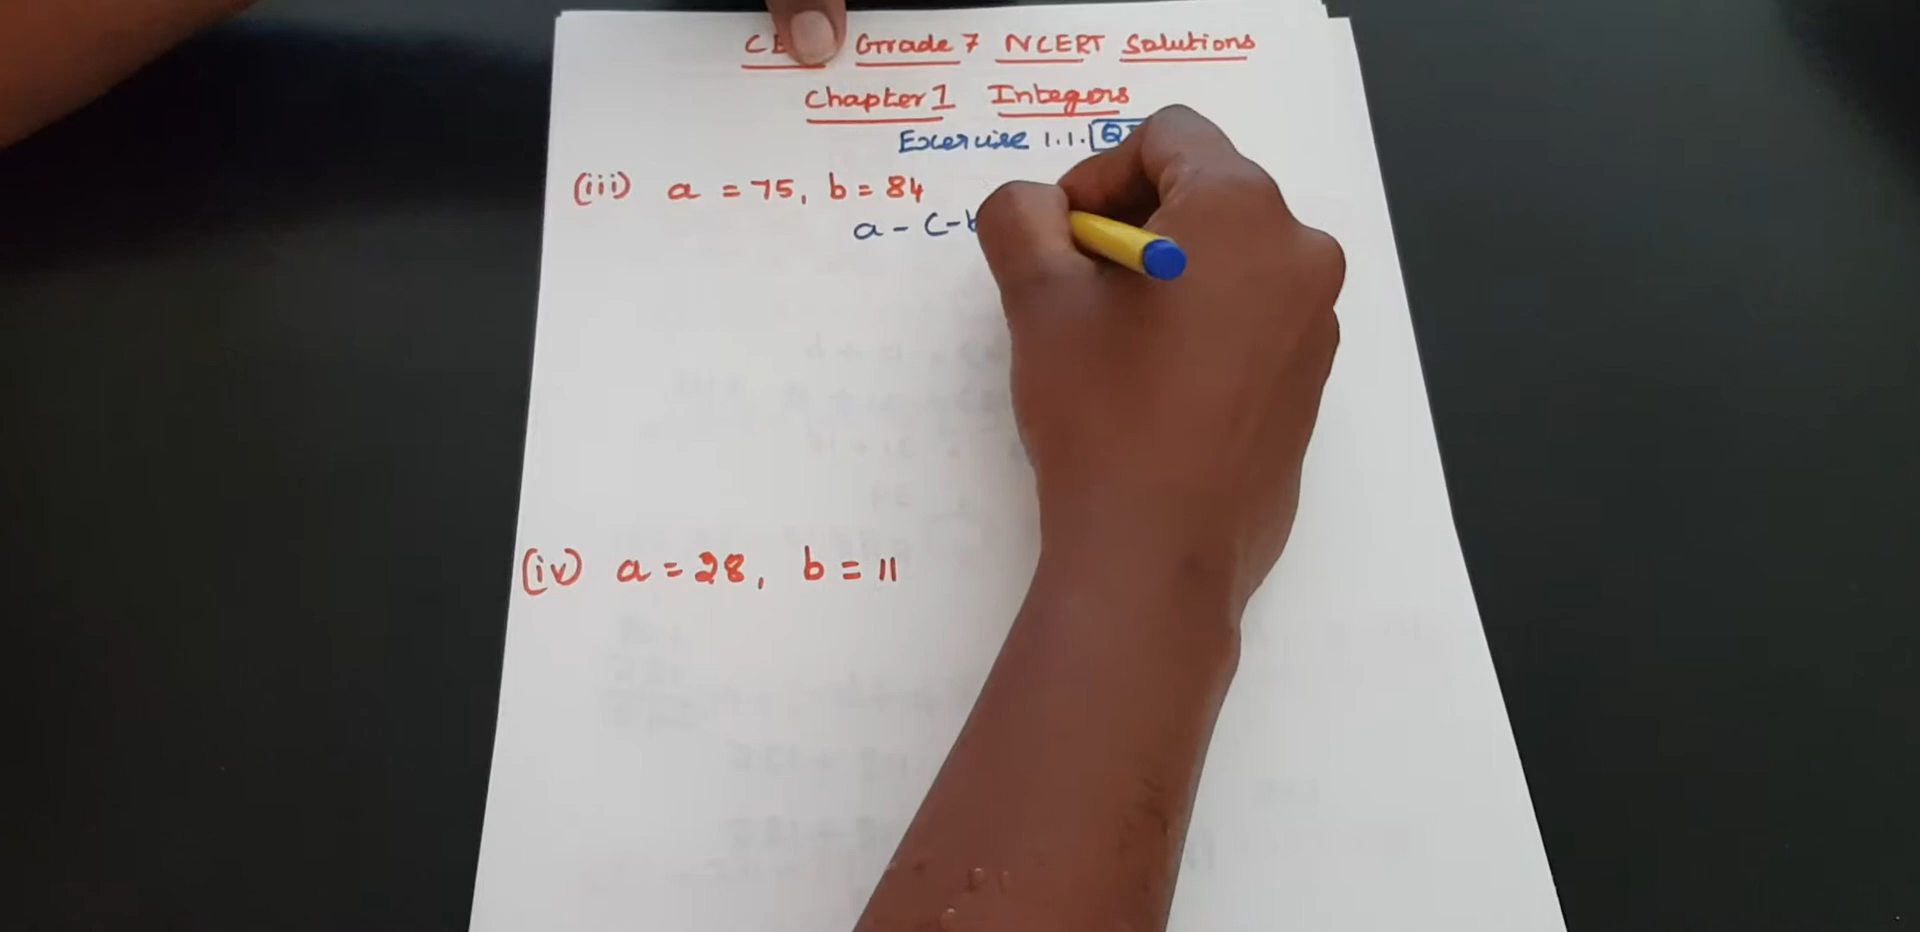 Grade 7 NCERT Solutions
Chapter 1 Integers
Exercise 1.1.
(iii) a = 75, b = 84
a - (-b
(iv) a = 28, b = 11